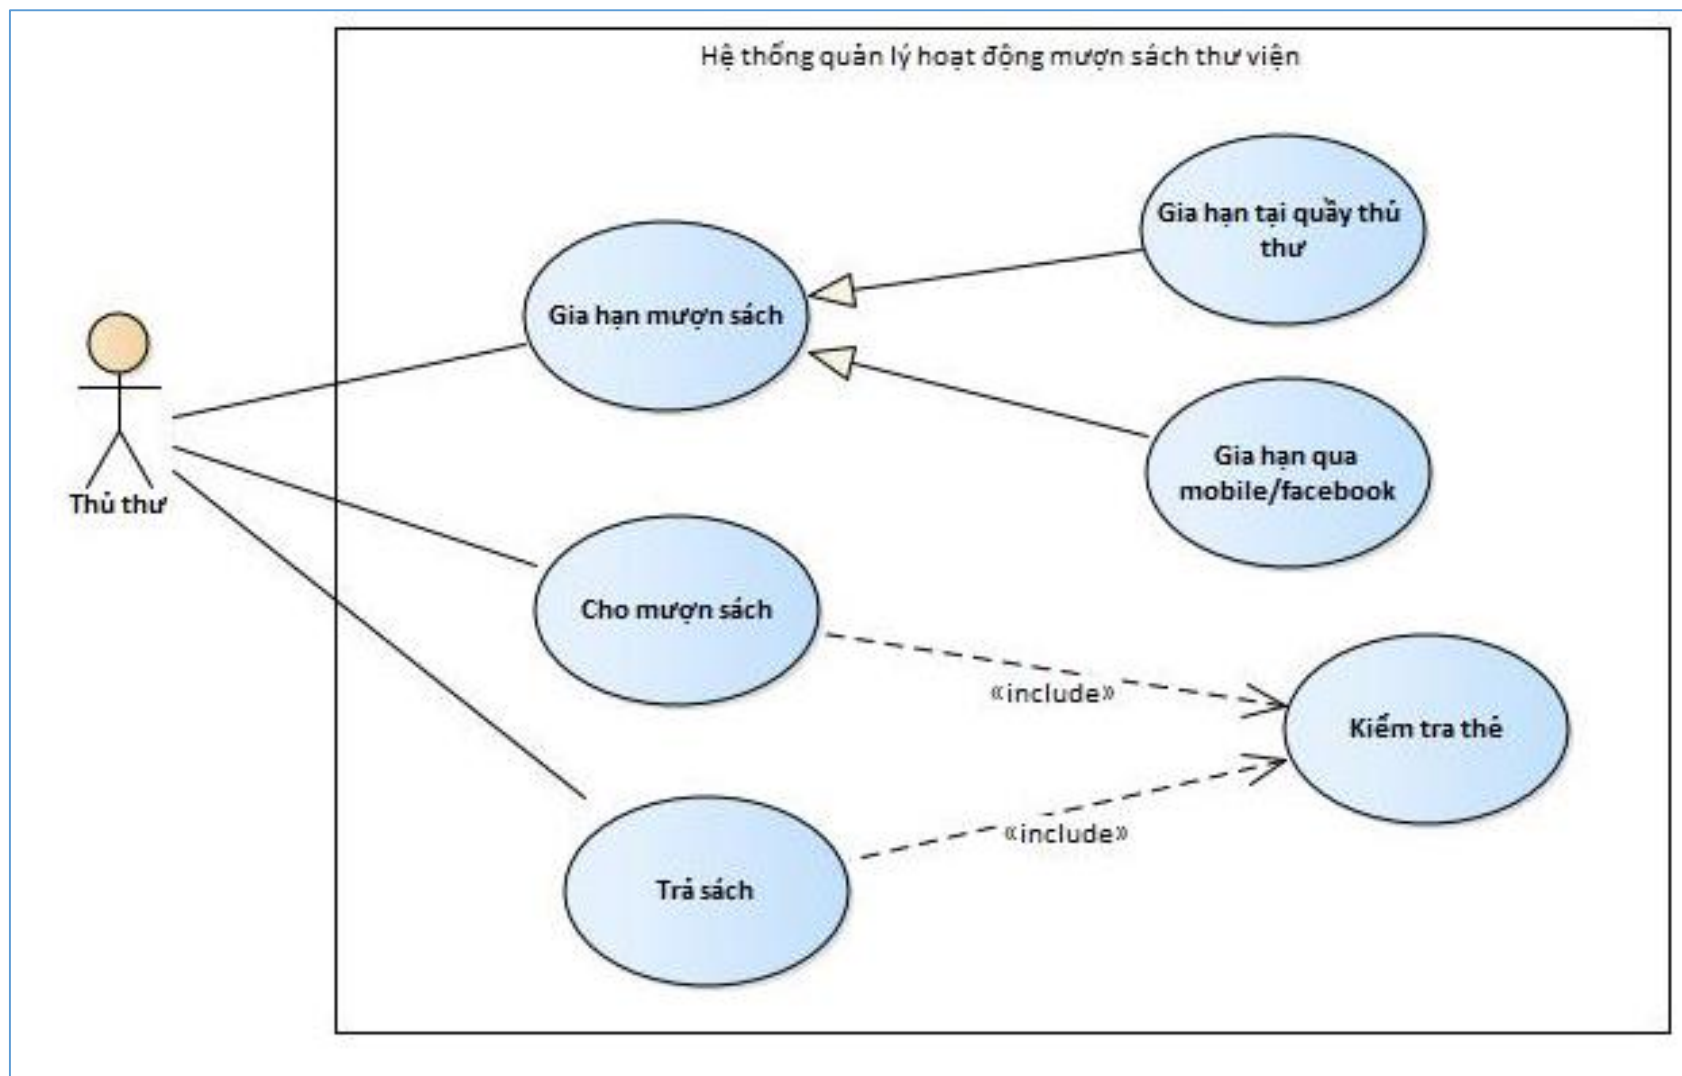 Hệ thống quản lý hoạt động mượn sách thư viện
Gia hạn tại quầy thủ
thư
Gia hạn mượn sách
Gia hạn qua
mobile/facebook
Thủ thư
Cho mượn sách
«include»
Kiểm tra thẻ
«include»
Trả sách